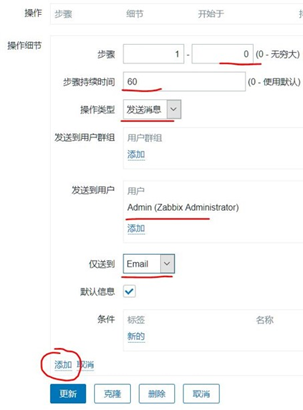 操作 步骤 细节 开始于
操作细节
步骤 1 - 0 (0 - 无穷大)
步骤持续时间 60 (0 - 使用默认)
操作类型 发送消息
发送到用户群组 用户群组
添加
发送到用户 用户
Admin (Zabbix Administrator)
添加
仅送到 Email
默认信息
条件 标签 名称
新的
添加 取消
更新 克隆 删除 取消